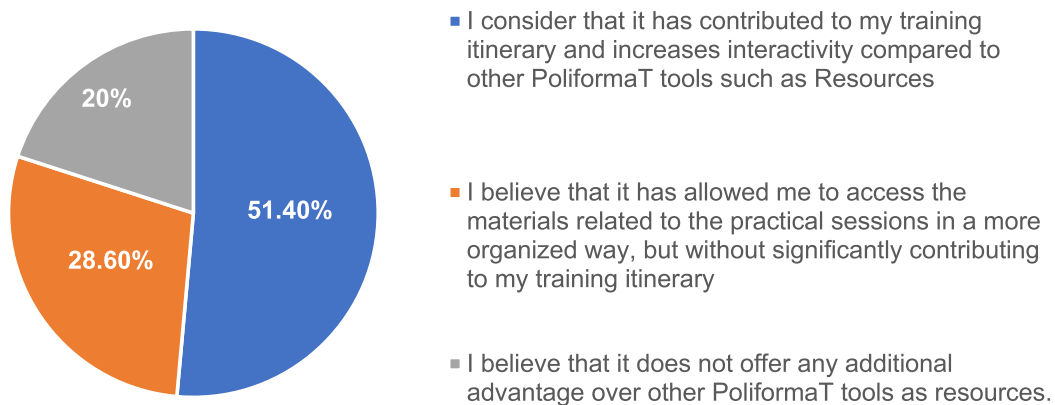 20%
51.40%
28.60%
I consider that it has contributed to my training
itinerary and increases interactivity compared to
other PoliformaT tools such as Resources
I believe that it has allowed me to access the
materials related to the practical sessions in a more
organized way, but without significantly contributing
to my training itinerary
I believe that it does not offer any additional
advantage over other PoliformaT tools as resources.